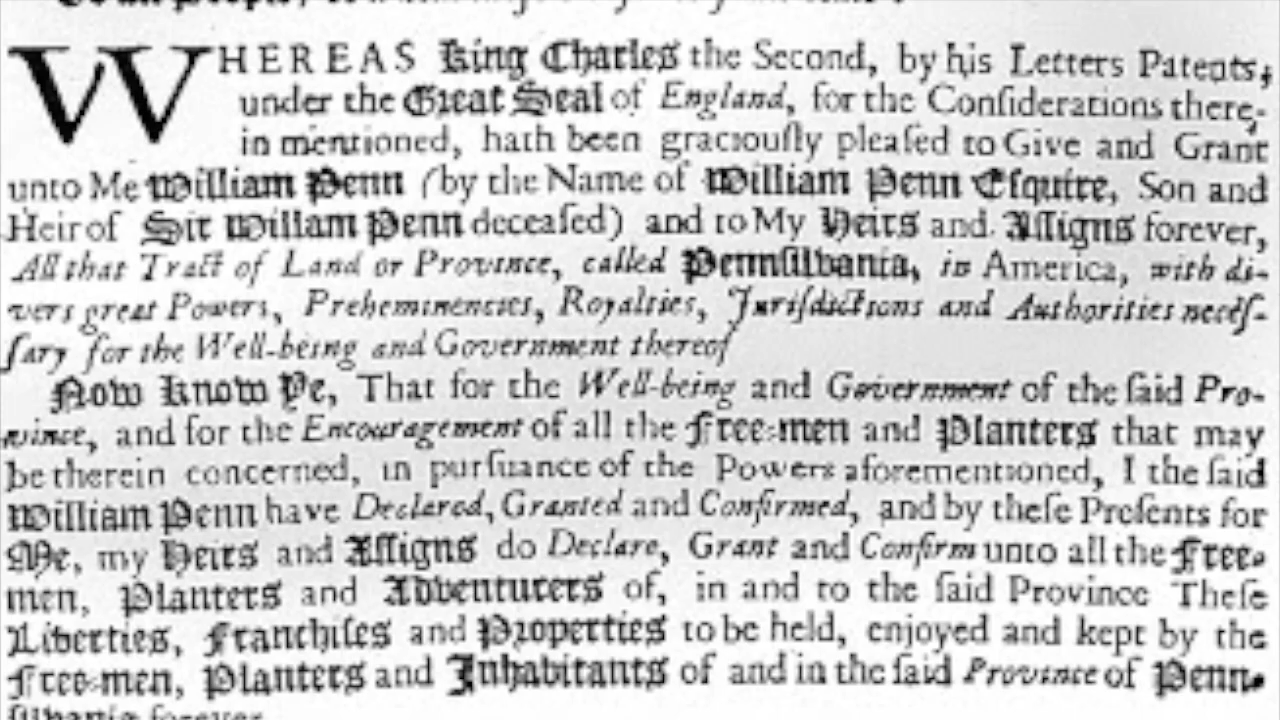 WHEREAS King Charles the Second, by his Letters Patents,
under the Great Seal of England, for the Conſiderations there-
in mentioned, hath been graciouſly pleaſed to Give and Grant
unto Me William Penn (by the Name of William Penn Eſquire, Son and
Heir of Sir William Penn deceaſed) and to My Heirs and Aſſigns forever,
All that Tract of Land or Province, called Pennſilvania, in America, with di-
vers great Powers, Preheminencies, Royalties, Juriſdictions and Authorities neceſ-
ſary for the Well-being and Government thereof
Now know Ye, That for the Well-being and Government of the ſaid Pro-
vince, and for the Encouragement of all the Free-men and Planters that may
be therein concerned, in purſuance of the Powers aforementioned, I the ſaid
William Penn have Declared, Granted and Confirmed, and by theſe Preſents for
Me, my Heirs and Aſſigns do Declare, Grant and Confirm unto all the Free-
men, Planters and Adventurers of, in and to the ſaid Province Theſe
Liberties, Franchiſes and Properties to be held, enjoyed and kept by the
Free-men, Planters and Inhabitants of and in the ſaid Province of Penn-
ſilvania forever